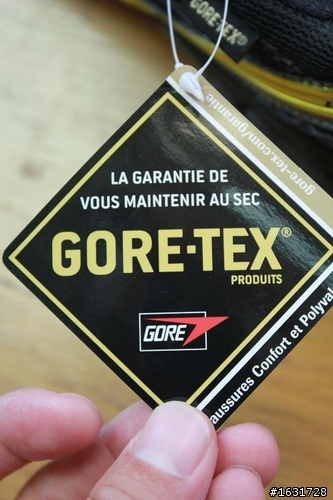 GORE-TEX
gore-tex.com/garantie
LA GARANTIE DE
VOUS MAINTENIR AU SEC
GORE-TEX®
PRODUITS
GORE
Confort et Polyval
#1631728